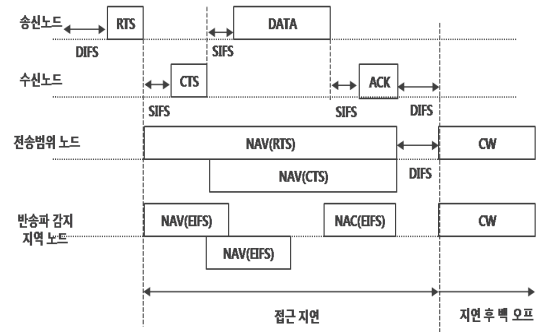 송신노드
RTS
DATA
DIFS
SIFS
수신노드
CTS
ACK
SIFS
SIFS
DIFS
전송범위 노드
NAV(RTS)
CW
NAV(CTS)
DIFS
반송파 감지
지역 노드
NAV(EIFS)
NAC(EIFS)
CW
NAV(EIFS)
접근 지연
지연 후 백 오프